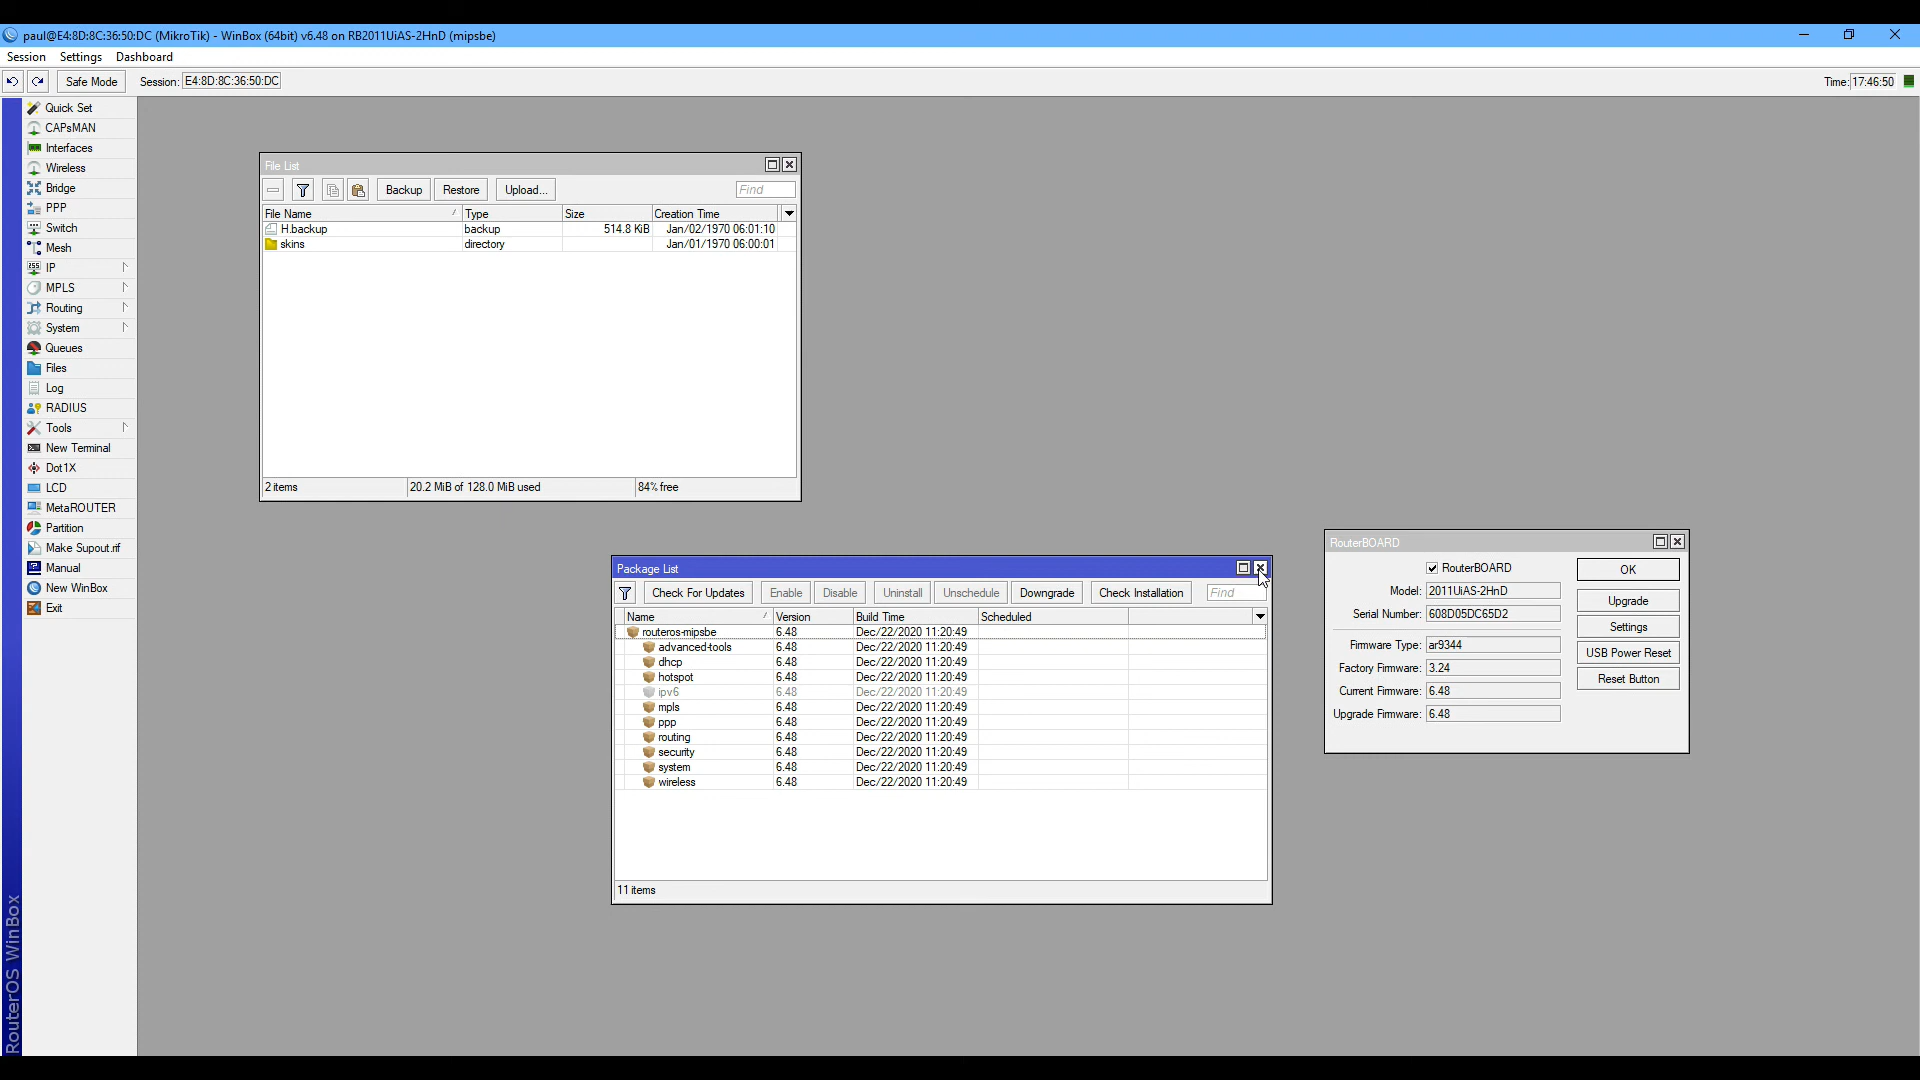 paul@E4:8D:8C:36:50:DC (MikroTik) - WinBox (64bit) v6.48 on RB2011UiAS-2HnD (mipsbe)
Session Settings Dashboard
Safe Mode Session: E4:8D:8C:36:50:DC Time: 17:46:50
Quick Set
CAPsMAN
Interfaces
Wireless
Bridge
PPP
Switch
Mesh
IP
MPLS
Routing
System
Queues
Files
Log
RADIUS
Tools
New Terminal
Dot1X
LCD
MetaROUTER
Partition
Make Supout.rif
Manual
New WinBox
Exit
RouterOS WinBox
File List
Backup Restore Upload... Find
File Name Type Size Creation Time
H.backup backup 514.8 KiB Jan/02/1970 06:01:10
skins directory Jan/01/1970 06:00:01
2 items 20.2 MiB of 128.0 MiB used 84% free
Package List
Check For Updates Enable Disable Uninstall Unschedule Downgrade Check Installation Find
Name Version Build Time Scheduled
routeros-mipsbe 6.48 Dec/22/2020 11:20:49
advanced-tools 6.48 Dec/22/2020 11:20:49
dhcp 6.48 Dec/22/2020 11:20:49
hotspot 6.48 Dec/22/2020 11:20:49
ipv6 6.48 Dec/22/2020 11:20:49
mpls 6.48 Dec/22/2020 11:20:49
ppp 6.48 Dec/22/2020 11:20:49
routing 6.48 Dec/22/2020 11:20:49
security 6.48 Dec/22/2020 11:20:49
system 6.48 Dec/22/2020 11:20:49
wireless 6.48 Dec/22/2020 11:20:49
11 items
RouterBOARD
RouterBOARD
Model: 2011UiAS-2HnD
Serial Number: 608D05DC65D2
Firmware Type: ar9344
Factory Firmware: 3.24
Current Firmware: 6.48
Upgrade Firmware: 6.48
OK
Upgrade
Settings
USB Power Reset
Reset Button